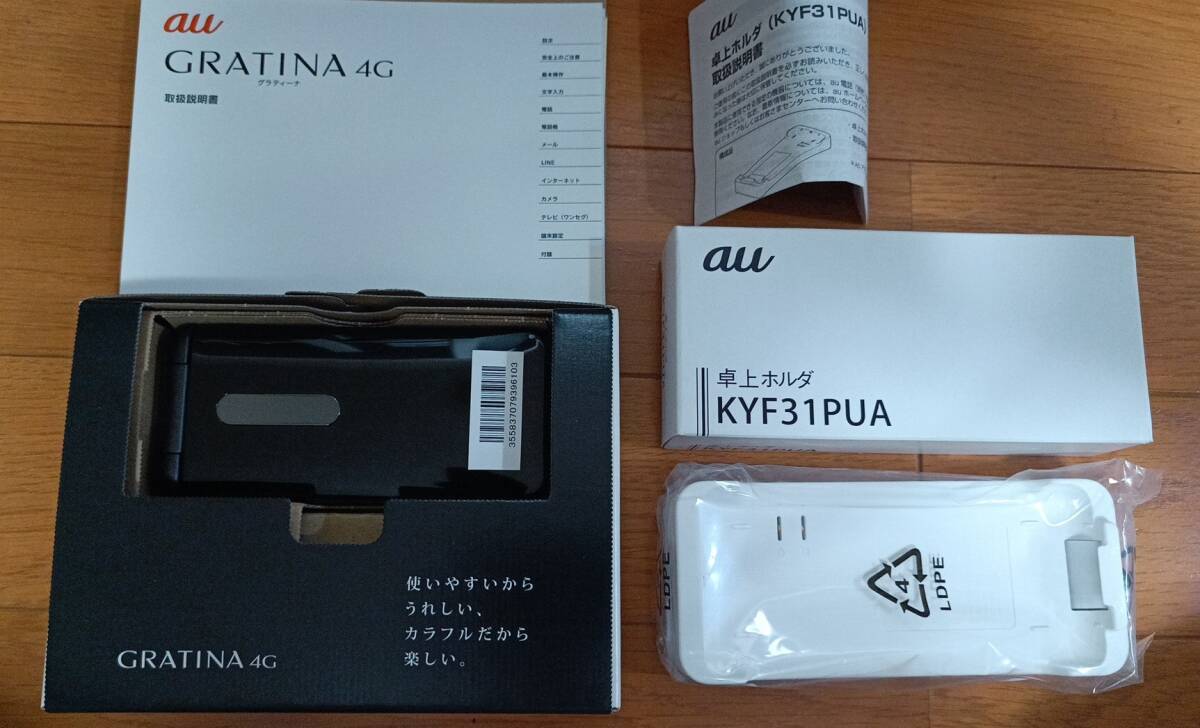 au
GRATINA 4G
グラティーナ
取扱説明書
目次
安全上のご注意
基本操作
文字入力
電話
電話帳
メール
LINE
インターネット
カメラ
テレビ（ワンセグ）
端末設定
付録
au
卓上ホルダ（KYF31PUA）
取扱説明書
構成品
au
卓上ホルダ
KYF31PUA
355837079396103
使いやすいから
うれしい、
カラフルだから
楽しい。
GRATINA 4G
4
LDPE